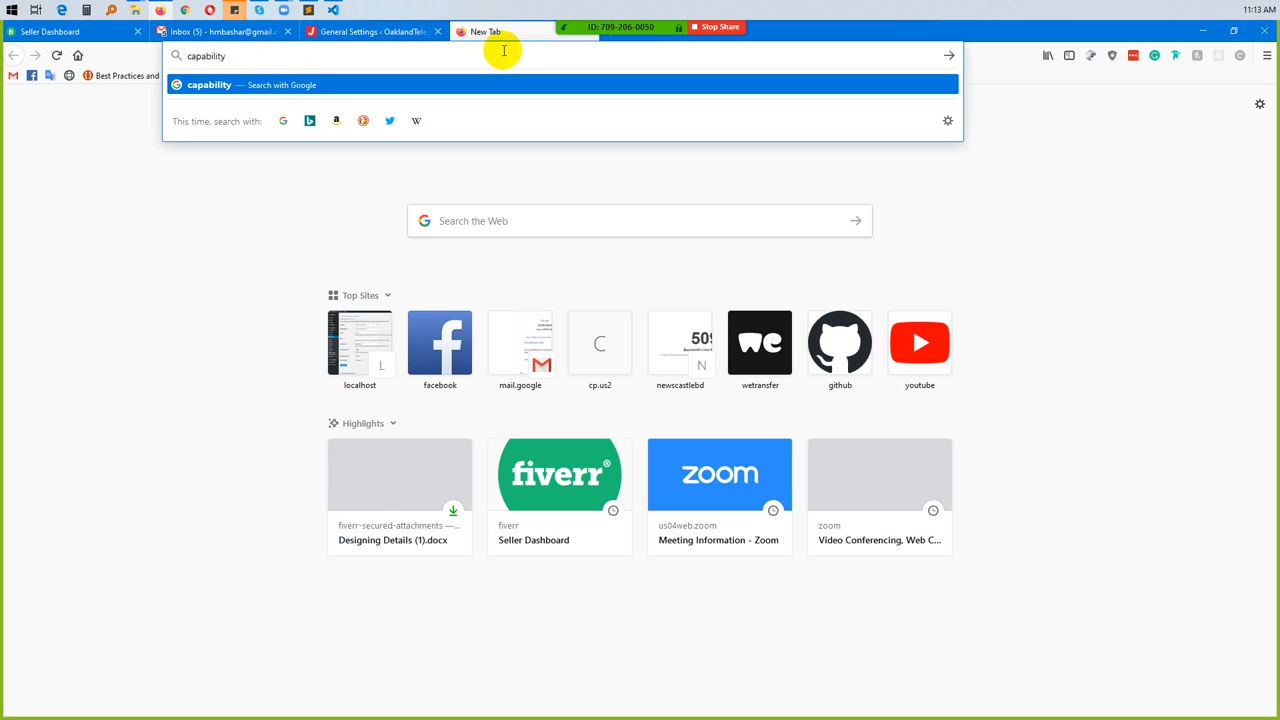 11:13 AM
Seller Dashboard
Inbox (5) - hmbashar@gmail.c
General Settings ‹ OaklandTele
New Tab
ID: 709-206-0050
Stop Share
capability
capability — Search with Google
This time, search with:
Best Practices and
Search the Web
Top Sites
509
L
C
N
we
localhost
facebook
mail.google
cp.us2
newscastlebd
wetransfer
github
youtube
Highlights
fiverr®
zoom
fiverr-secured-attachments —...
Designing Details (1).docx
fiverr
Seller Dashboard
us04web.zoom
Meeting Information - Zoom
zoom
Video Conferencing, Web C...